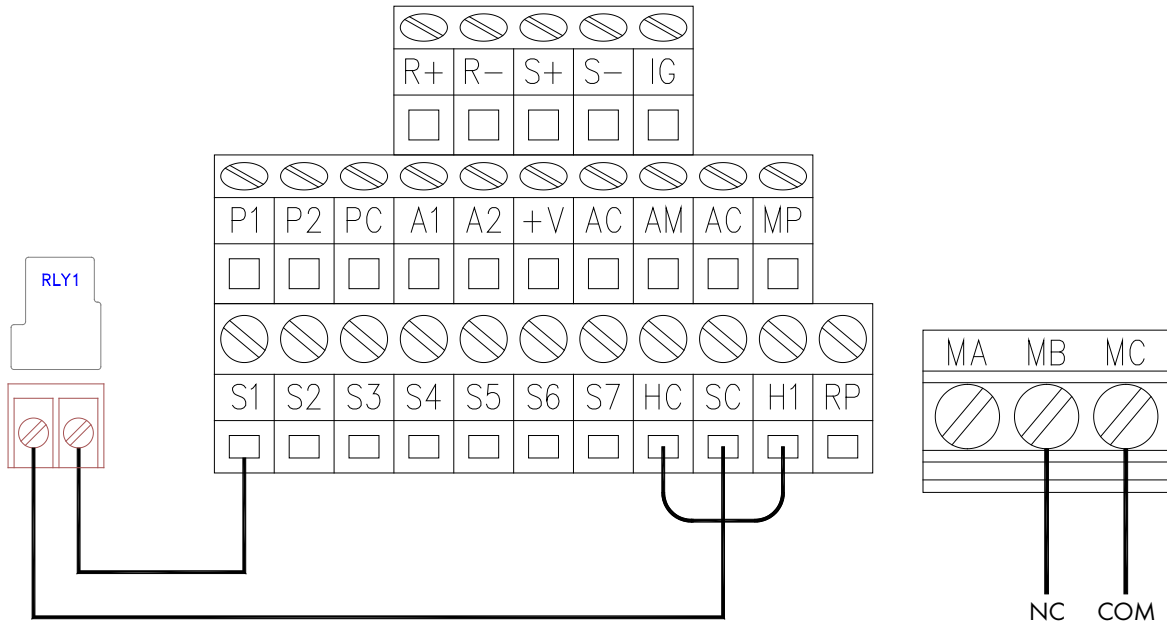 R+ R- S+ S- IG
P1 P2 PC A1 A2 +V AC AM AC MP
RLY1
MA MB MC
S1 S2 S3 S4 S5 S6 S7 HC SC H1 RP
NC COM